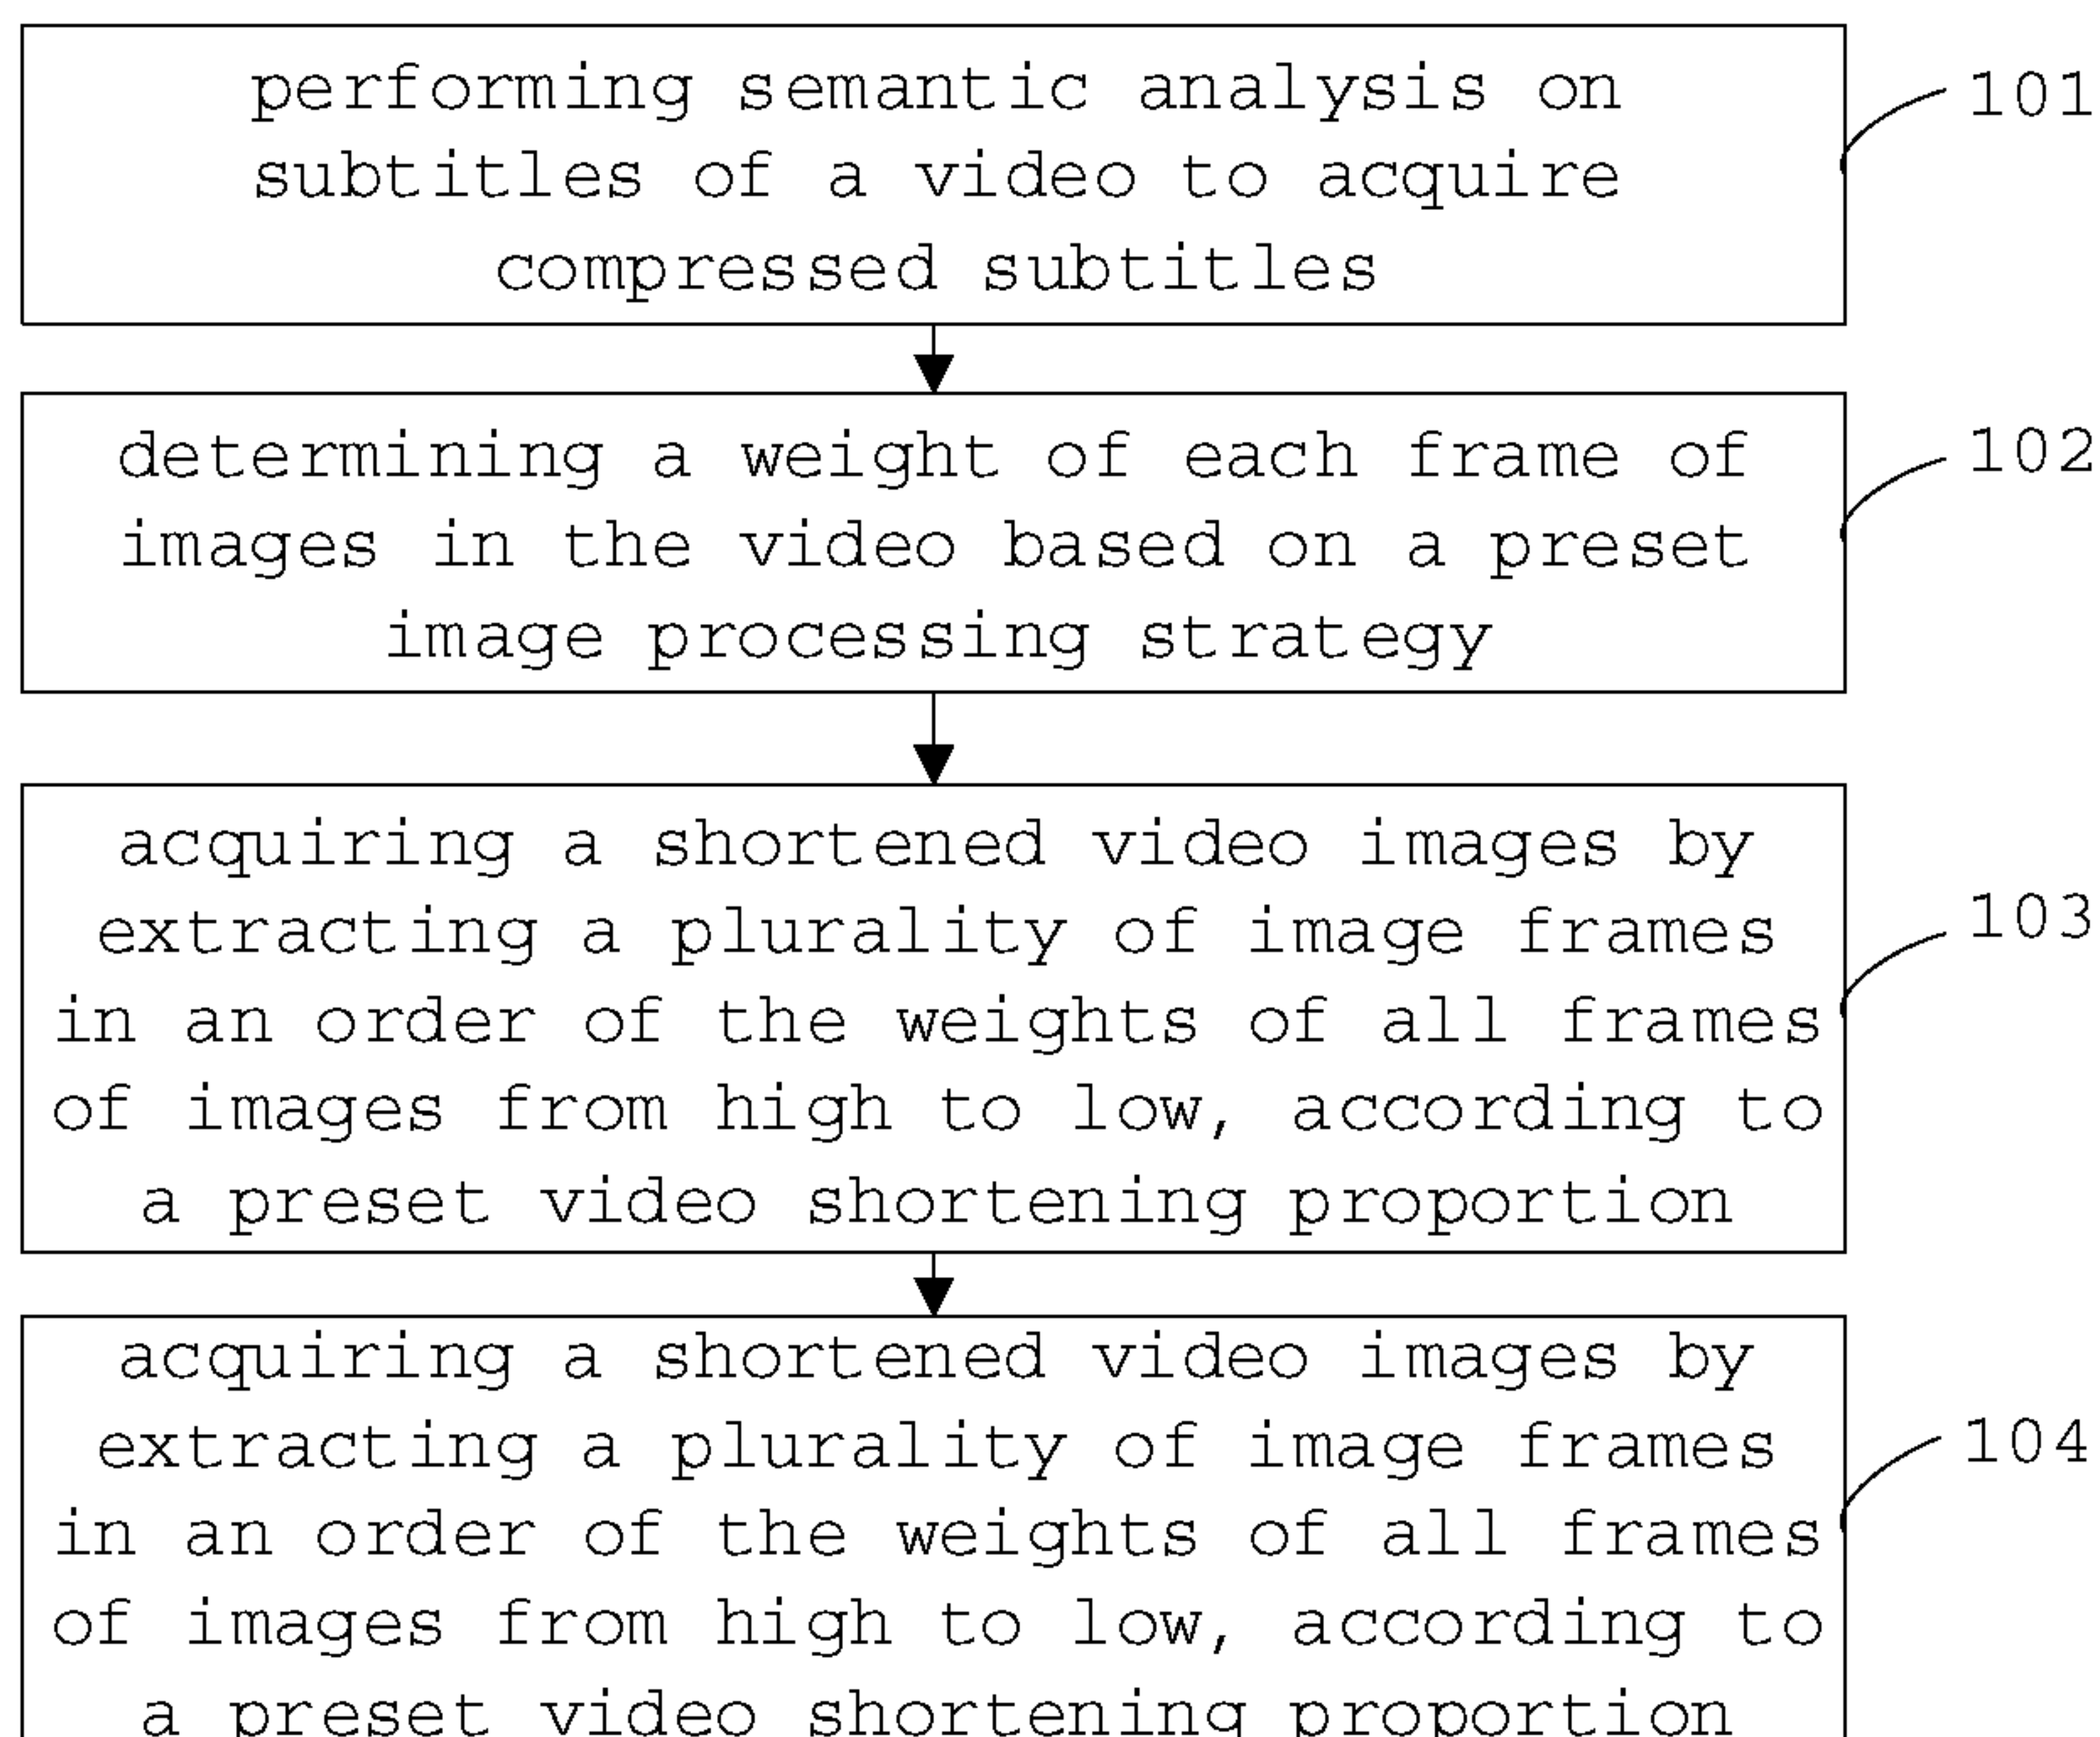 performing semantic analysis on
subtitles of a video to acquire
compressed subtitles
101
determining a weight of each frame of
images in the video based on a preset
image processing strategy
102
acquiring a shortened video images by
extracting a plurality of image frames
in an order of the weights of all frames
of images from high to low, according to
a preset video shortening proportion
103
acquiring a shortened video images by
extracting a plurality of image frames
in an order of the weights of all frames
of images from high to low, according to
a preset video shortening proportion
104